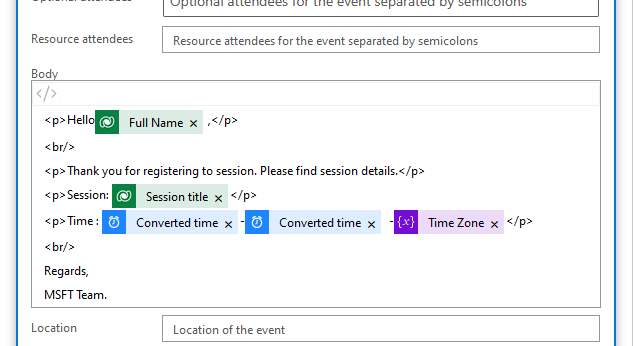 Optional attendees for the event separated by semicolons
Resource attendees Resource attendees for the event separated by semicolons
Body
</>
<p>Hello Full Name × ,</p>
<br/>
<p>Thank you for registering to session. Please find session details.</p>
<p>Session: Session title × </p>
<p>Time : Converted time × - Converted time × - {x} Time Zone × </p>
<br/>
Regards,
MSFT Team.
Location Location of the event